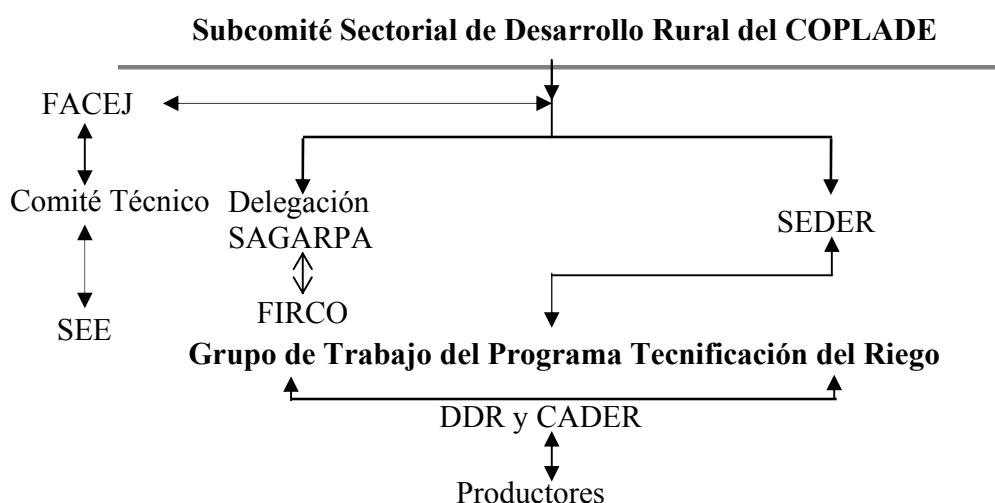 Subcomité Sectorial de Desarrollo Rural del COPLADE
FACEJ
Comité Técnico
Delegación
SAGARPA
SEDER
FIRCO
SEE
Grupo de Trabajo del Programa Tecnificación del Riego
DDR y CADER
Productores